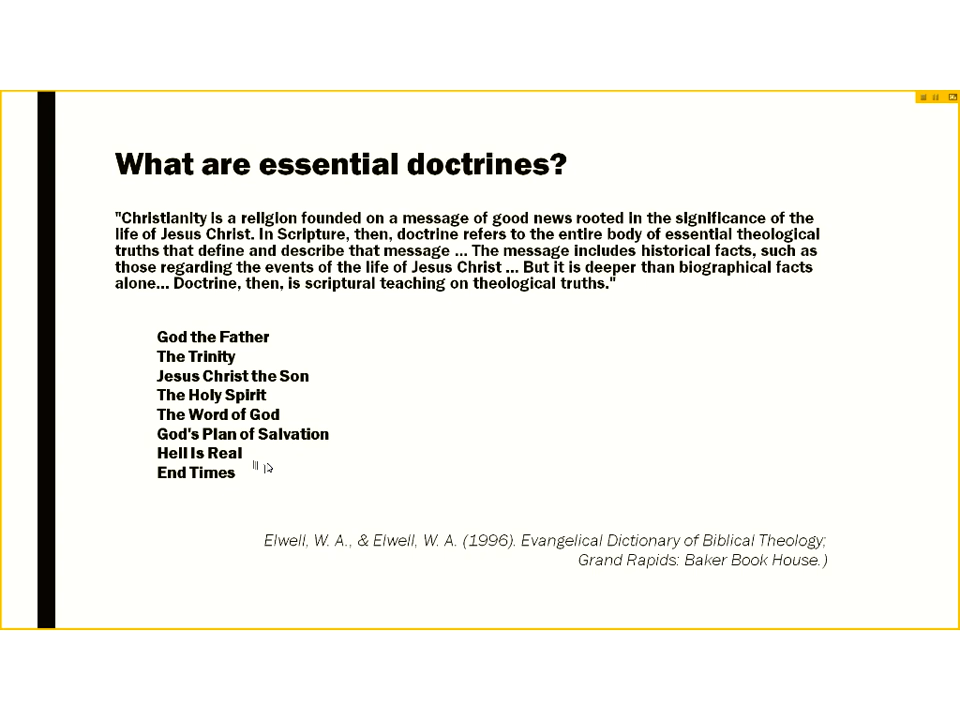 What are essential doctrines?
"Christianity is a religion founded on a message of good news rooted in the significance of the
life of Jesus Christ. In Scripture, then, doctrine refers to the entire body of essential theological
truths that define and describe that message ... The message includes historical facts, such as
those regarding the events of the life of Jesus Christ ... But it is deeper than biographical facts
alone... Doctrine, then, is scriptural teaching on theological truths."
God the Father
The Trinity
Jesus Christ the Son
The Holy Spirit
The Word of God
God's Plan of Salvation
Hell Is Real
End Times
Elwell, W. A., & Elwell, W. A. (1996). Evangelical Dictionary of Biblical Theology;
Grand Rapids: Baker Book House.)